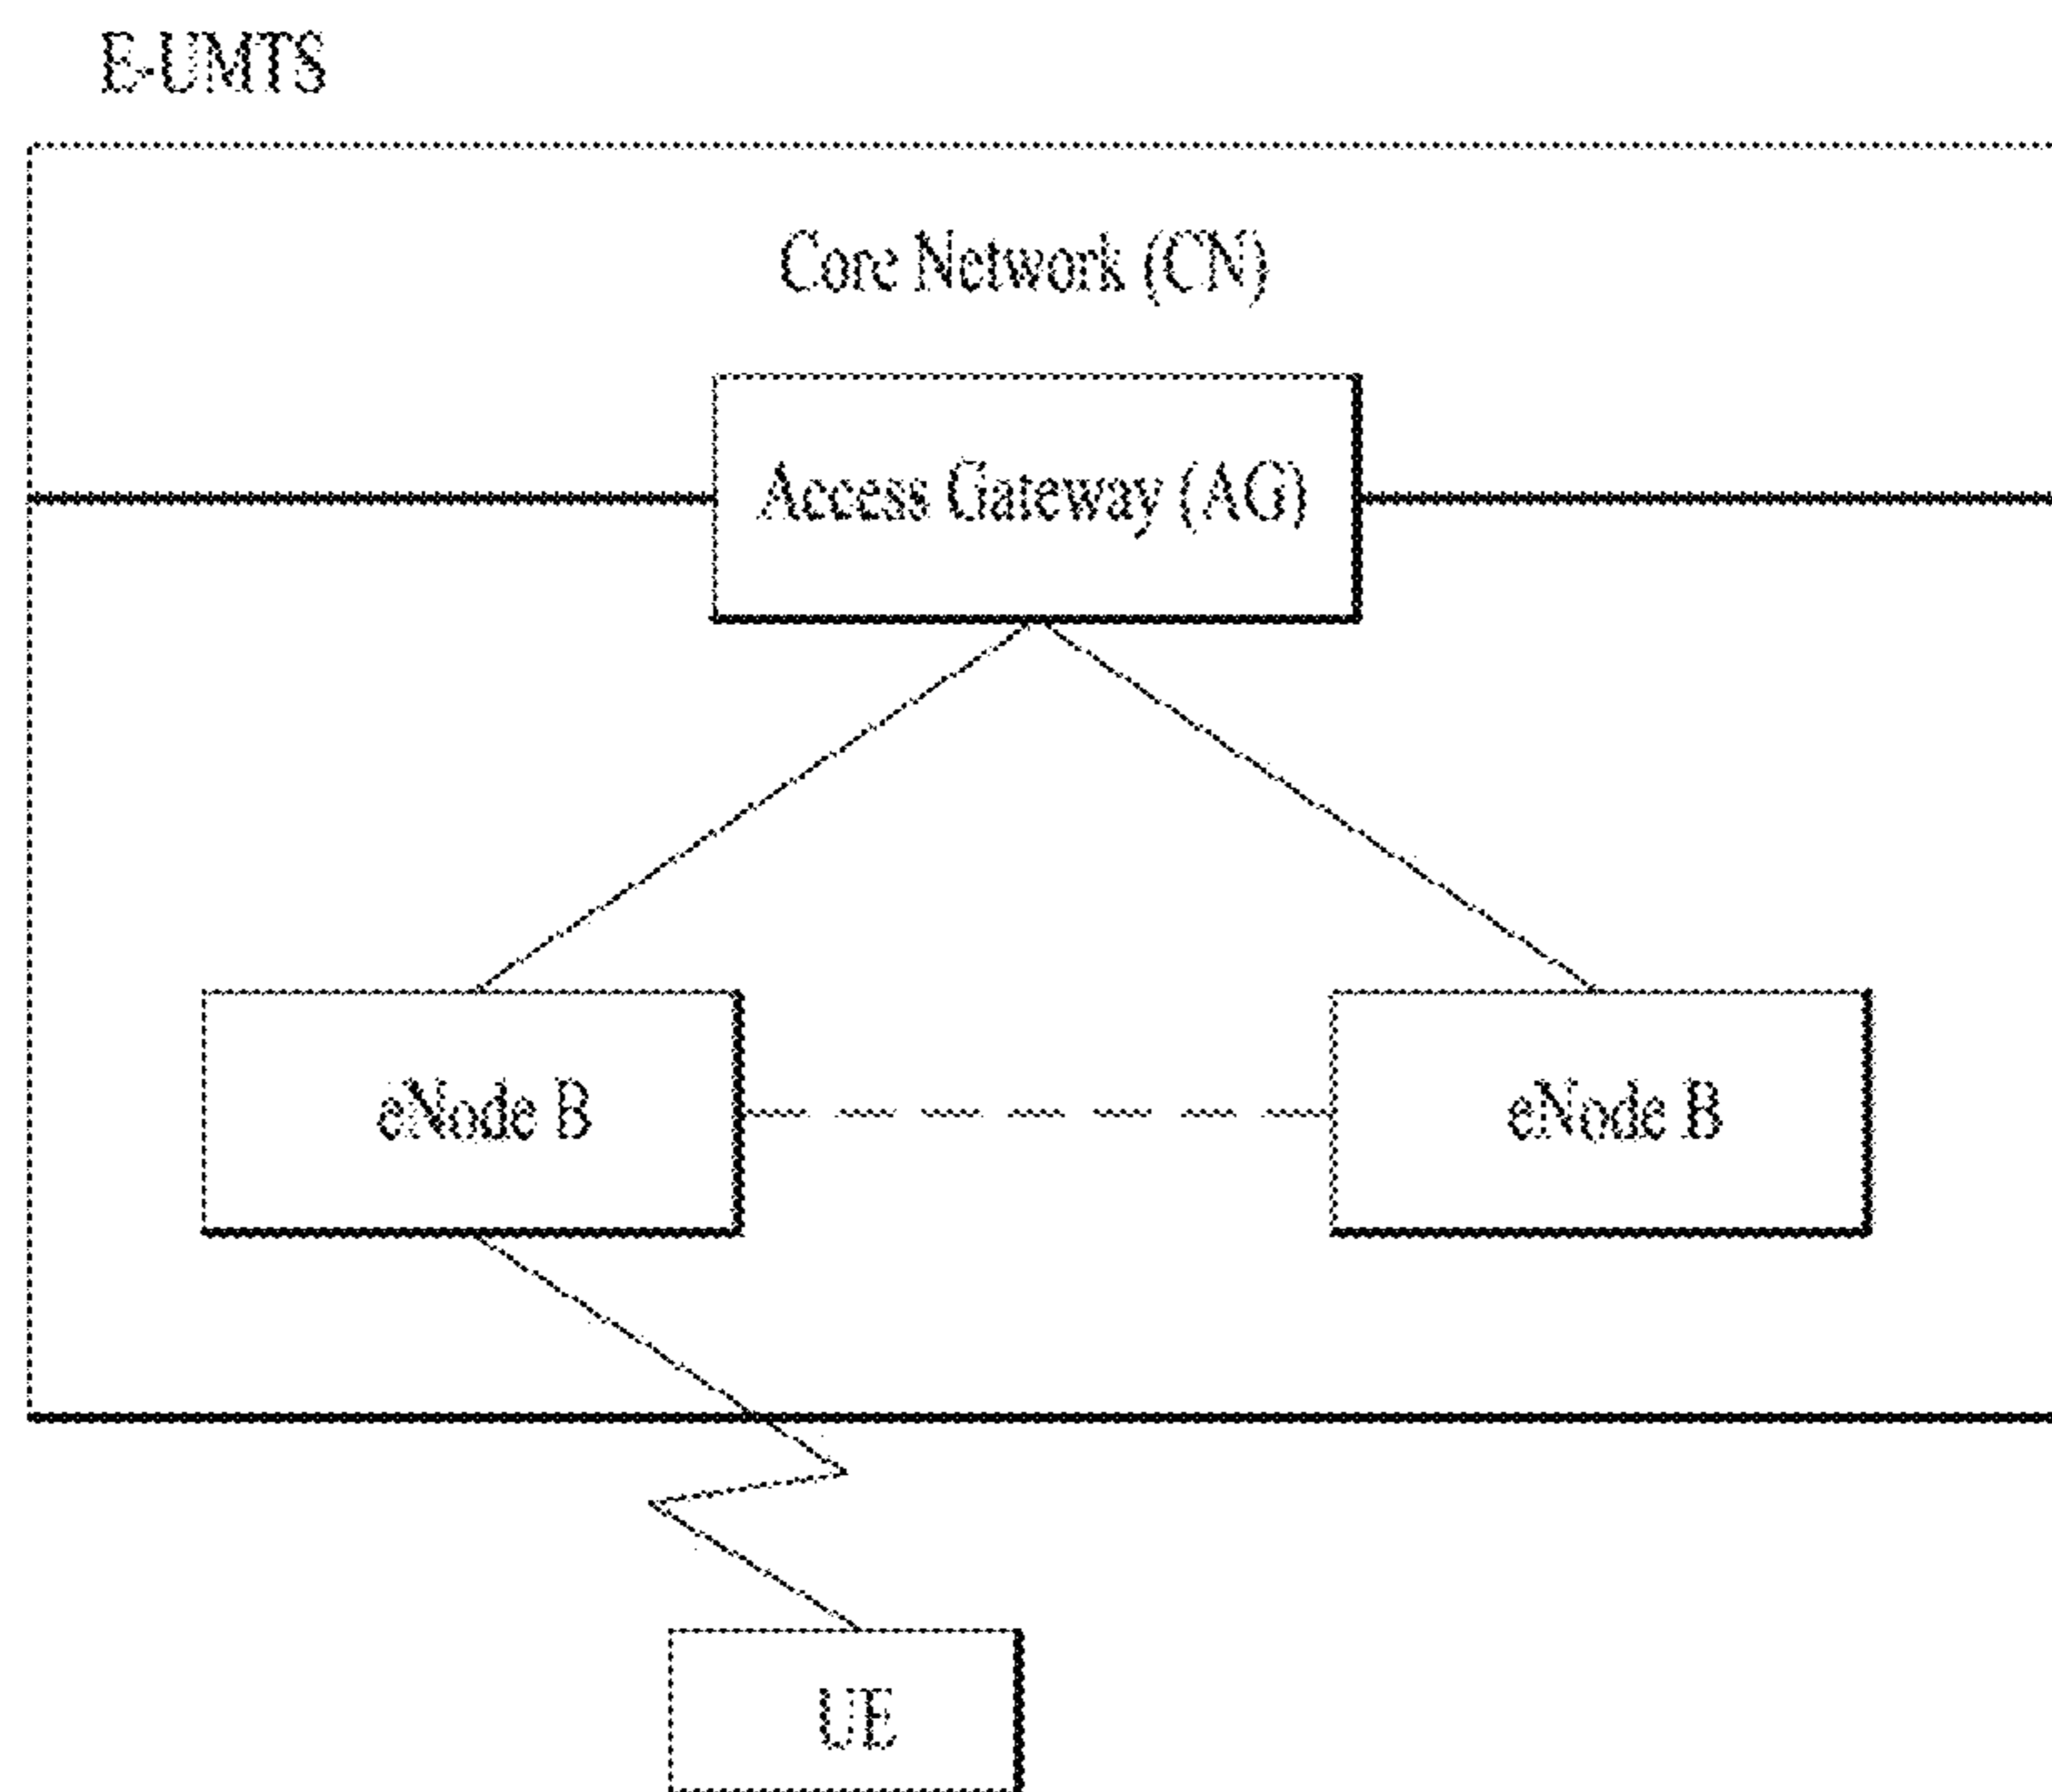 E-UMTS
Core Network (CN)
Access Gateway (AG)
eNode B
eNode B
UE